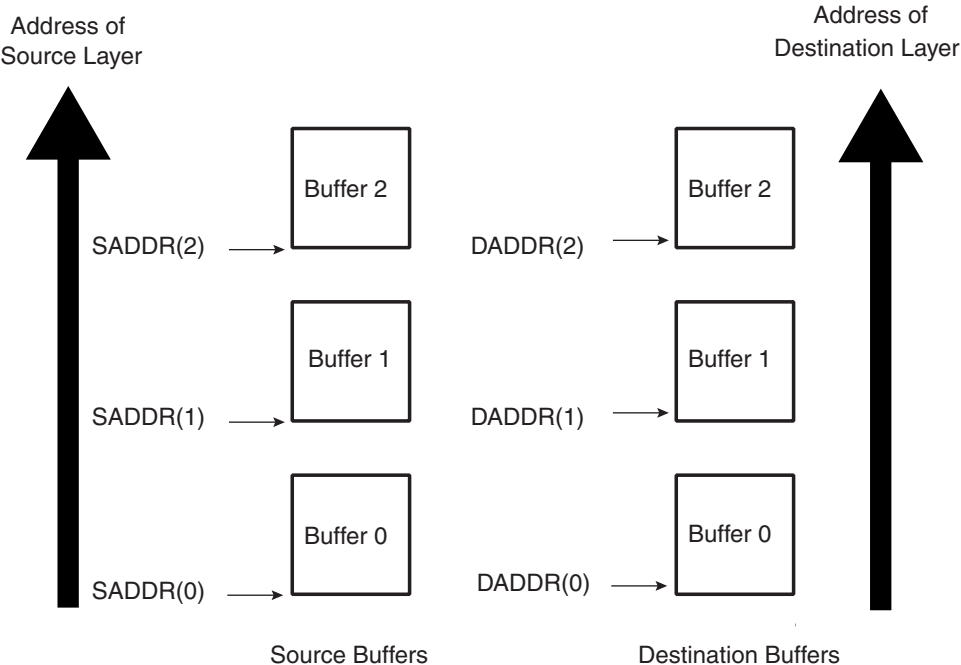 Address of
Source Layer
Address of
Destination Layer
Buffer 2
Buffer 2
SADDR(2)
DADDR(2)
Buffer 1
Buffer 1
SADDR(1)
DADDR(1)
Buffer 0
Buffer 0
SADDR(0)
DADDR(0)
Source Buffers
Destination Buffers